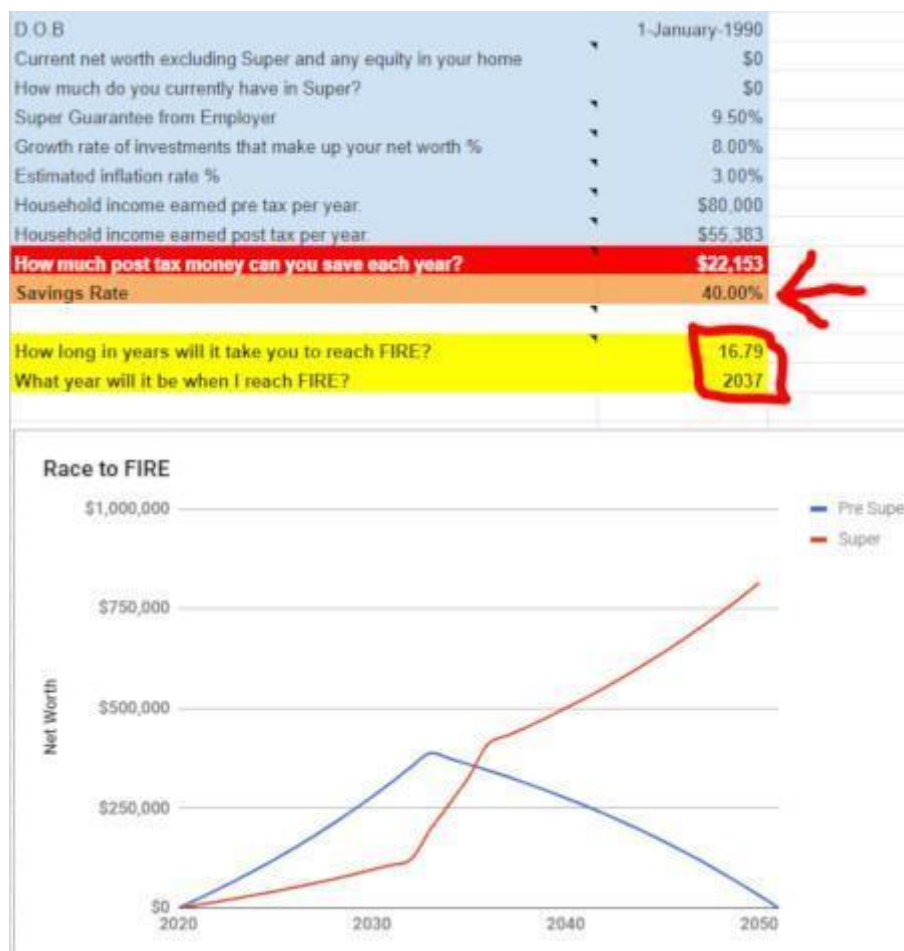 D.O.B 1-January-1990
Current net worth excluding Super and any equity in your home $0
How much do you currently have in Super? $0
Super Guarantee from Employer 9.50%
Growth rate of investments that make up your net worth % 8.00%
Estimated inflation rate % 3.00%
Household income earned pre tax per year. $80,000
Household income earned post tax per year. $55,383
How much post tax money can you save each year? $22,153
Savings Rate 40.00%
How long in years will it take you to reach FIRE? 16.79
What year will it be when I reach FIRE? 2037
Race to FIRE
$1,000,000
Pre Supe
Super
$750,000
Net Worth
$500,000
$250,000
$0
2020 2030 2040 2050